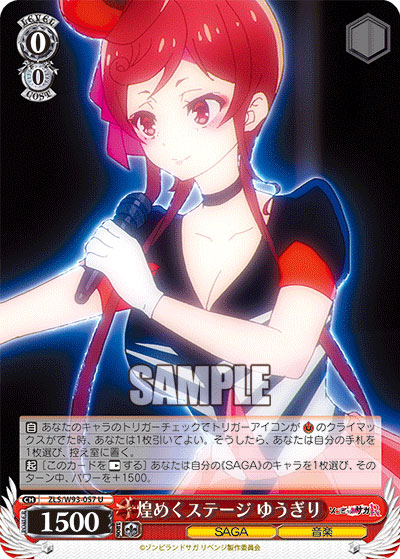 LEVEL
0
0
COST
SAMPLE
自 あなたのキャラのトリガーチェックでトリガーアイコンが のクライマッ
クスがでた時、あなたは1枚引いてよい。そうしたら、あなたは自分の手札を
1枚選び、控え室に置く。
起 [このカードを する] あなたは自分の《SAGA》のキャラを1枚選び、その
ターン中、パワーを+1500。
CH ZLS/W93-057 U
1500
煌めくステージ ゆうぎり
SAGA
音楽
©ゾンビランドサガ リベンジ製作委員会